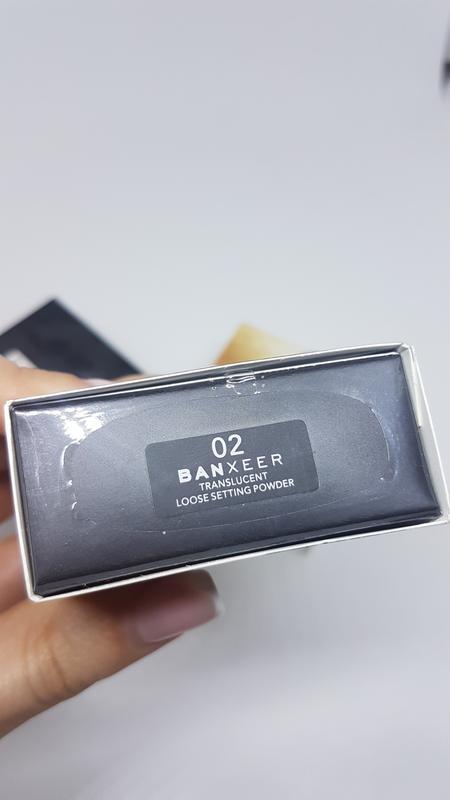 02
BANXEER
TRANSLUCENT
LOOSE SETTING POWDER